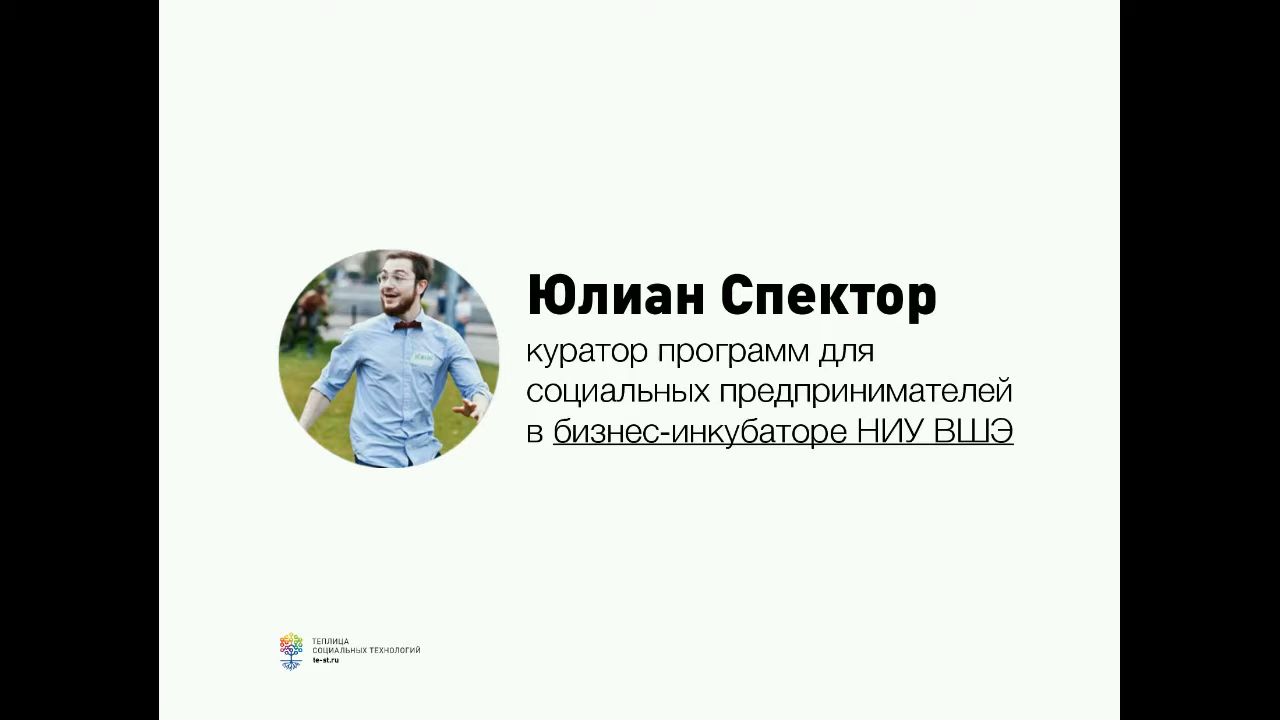 Юлиан Спектор
куратор программ для
социальных предпринимателей
в бизнес-инкубаторе НИУ ВШЭ
ТЕПЛИЦА
СОЦИАЛЬНЫХ ТЕХНОЛОГИЙ
te-st.ru